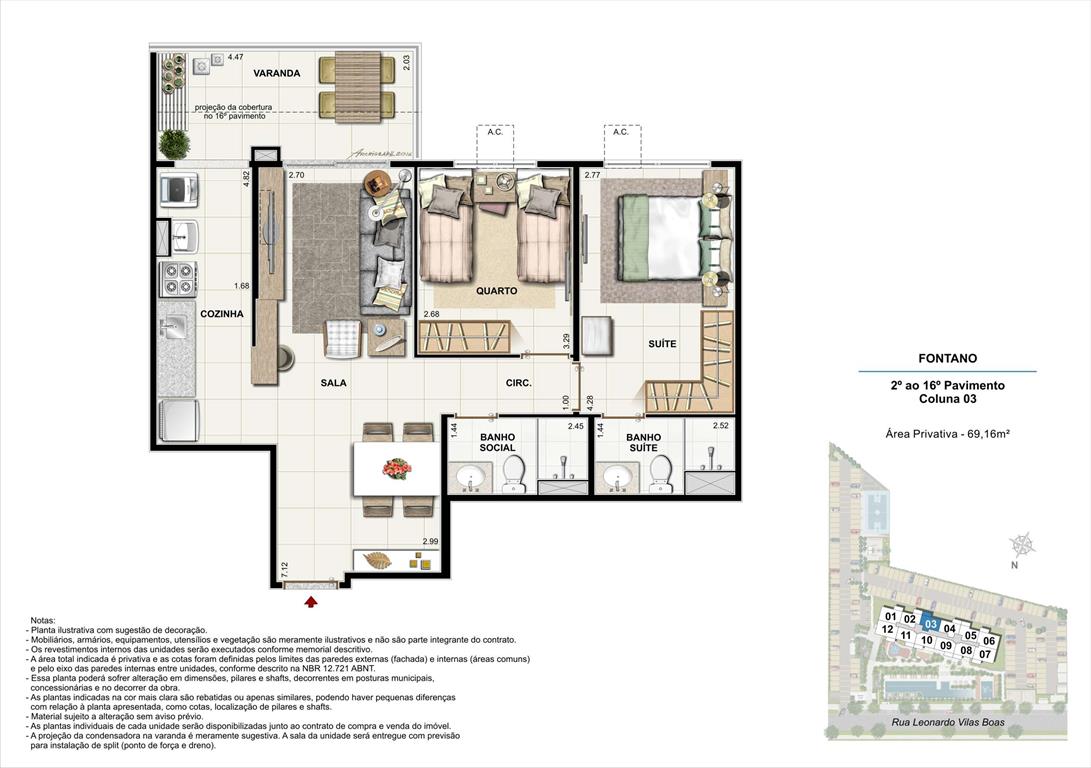 4.47
VARANDA
2.03
projeção da cobertura
no 16º pavimento
Archigraph 2016
A.C.
A.C.
4.82
2.70
2.77
1.68
COZINHA
QUARTO
2.68
3.29
SUÍTE
SALA
CIRC.
1.00
4.28
1.44
BANHO
SOCIAL
2.45
1.44
BANHO
SUÍTE
2.52
2.99
7.12
FONTANO
2º ao 16º Pavimento
Coluna 03
Área Privativa - 69,16m²
N
01 02 03 04 05 06
12 11 10 09 08 07
Rua Leonardo Vilas Boas
Notas:
- Planta ilustrativa com sugestão de decoração.
- Mobiliários, armários, equipamentos, utensílios e vegetação são meramente ilustrativos e não são parte integrante do contrato.
- Os revestimentos internos das unidades serão executados conforme memorial descritivo.
- A área total indicada é privativa e as cotas foram definidas pelos limites das paredes externas (fachada) e internas (áreas comuns)
e pelo eixo das paredes internas entre unidades, conforme descrito na NBR 12.721 ABNT.
- Essa planta poderá sofrer alteração em dimensões, pilares e shafts, decorrentes em posturas municipais,
concessionárias e no decorrer da obra.
- As plantas indicadas na cor mais clara são rebatidas ou apenas similares, podendo haver pequenas diferenças
com relação à planta apresentada, como cotas, localização de pilares e shafts.
- Material sujeito a alteração sem aviso prévio.
- As plantas individuais de cada unidade serão disponibilizadas junto ao contrato de compra e venda do imóvel.
- A projeção da condensadora na varanda é meramente sugestiva. A sala da unidade será entregue com previsão
para instalação de split (ponto de força e dreno).